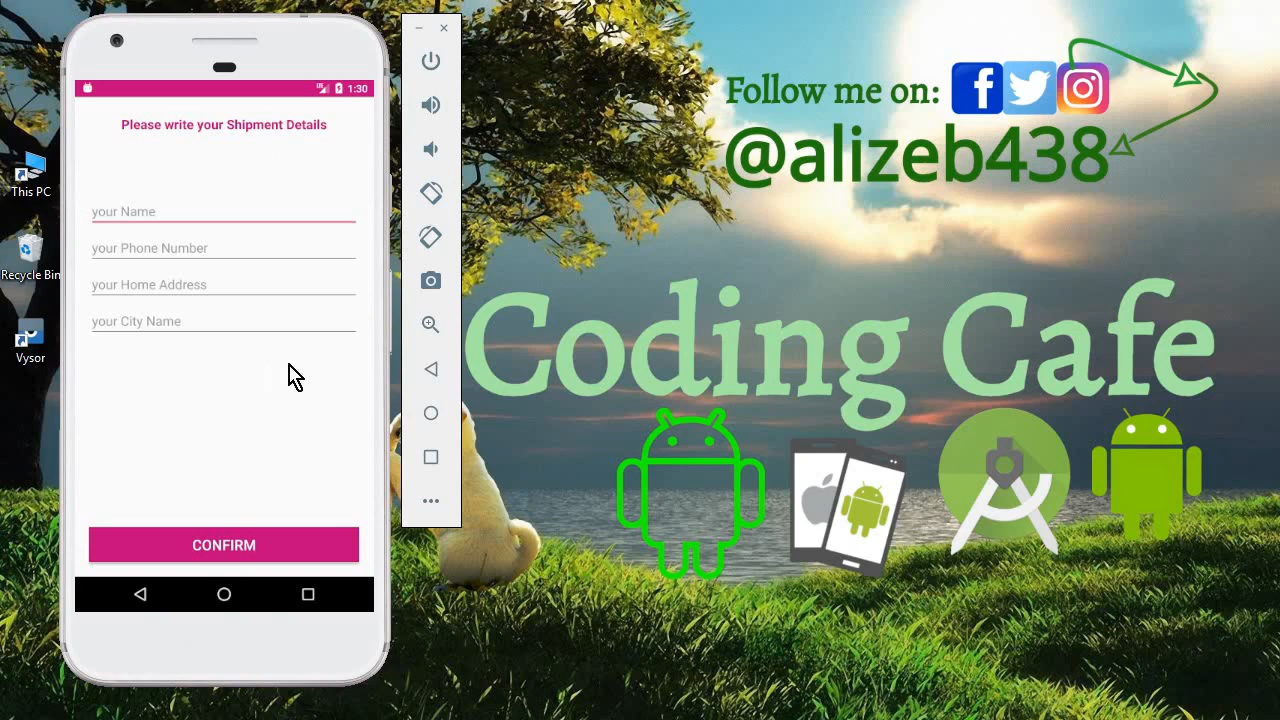 This PC
Recycle Bin
Vysor
1:30
Please write your Shipment Details
your Name
your Phone Number
your Home Address
your City Name
CONFIRM
Follow me on:
@alizeb438
Coding Cafe